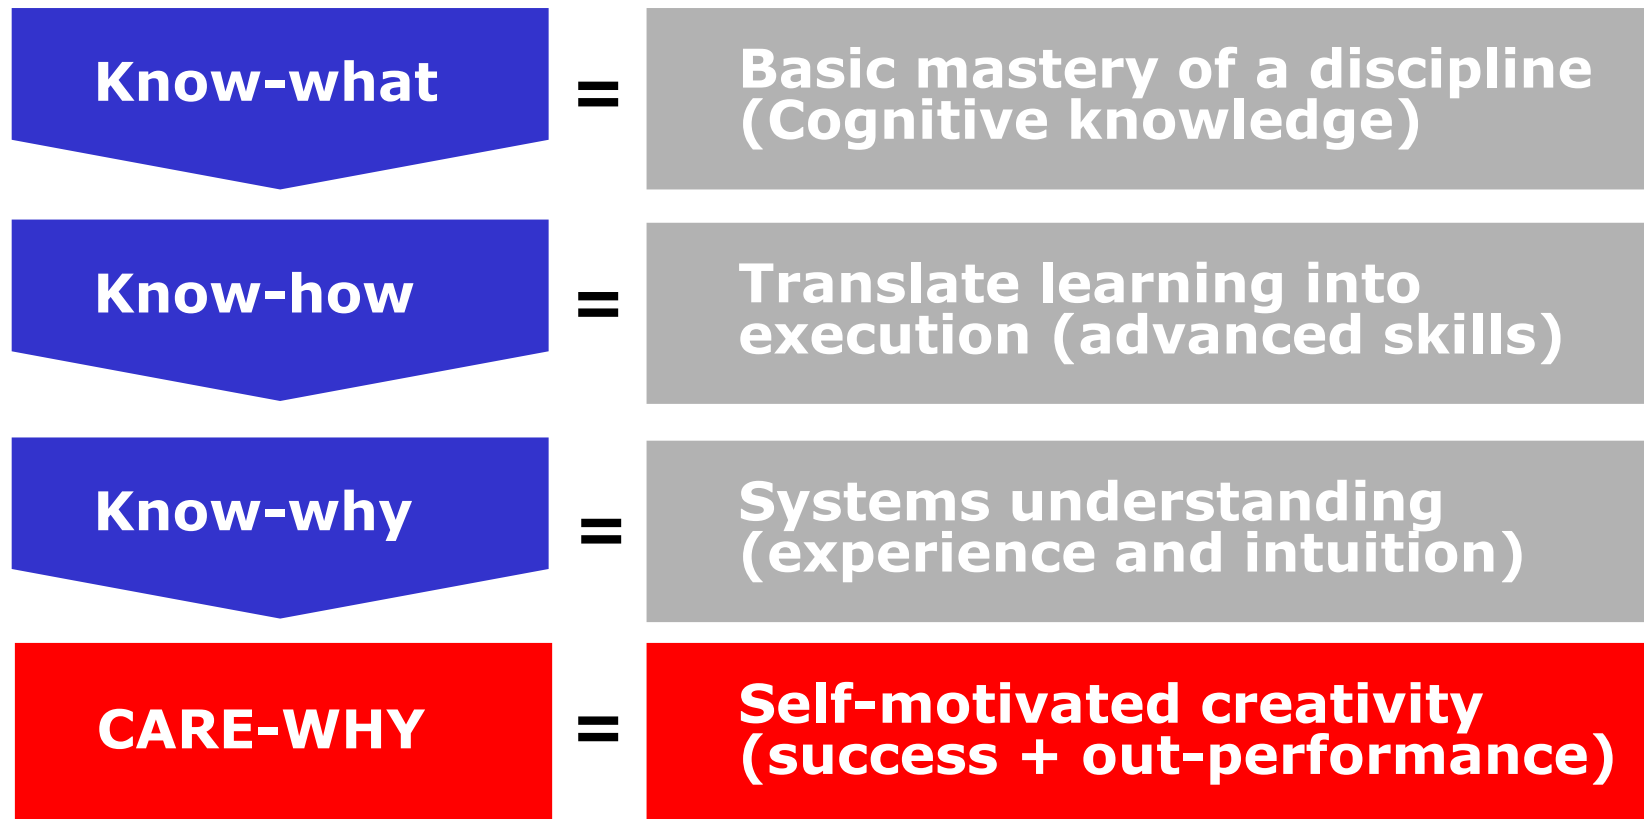 Know-what
=
Basic mastery of a discipline
(Cognitive knowledge)
Know-how
=
Translate learning into
execution (advanced skills)
Know-why
=
Systems understanding
(experience and intuition)
CARE-WHY
=
Self-motivated creativity
(success + out-performance)